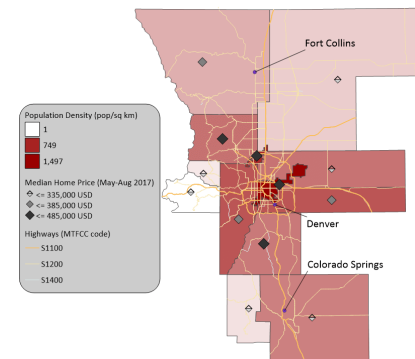 Fort Collins
Population Density (pop/sq km)
1
749
1,497
Median Home Price (May-Aug 2017)
<= 335,000 USD
<= 385,000 USD
<= 485,000 USD
Highways (MTFCC code)
S1100
S1200
S1400
Denver
Colorado Springs